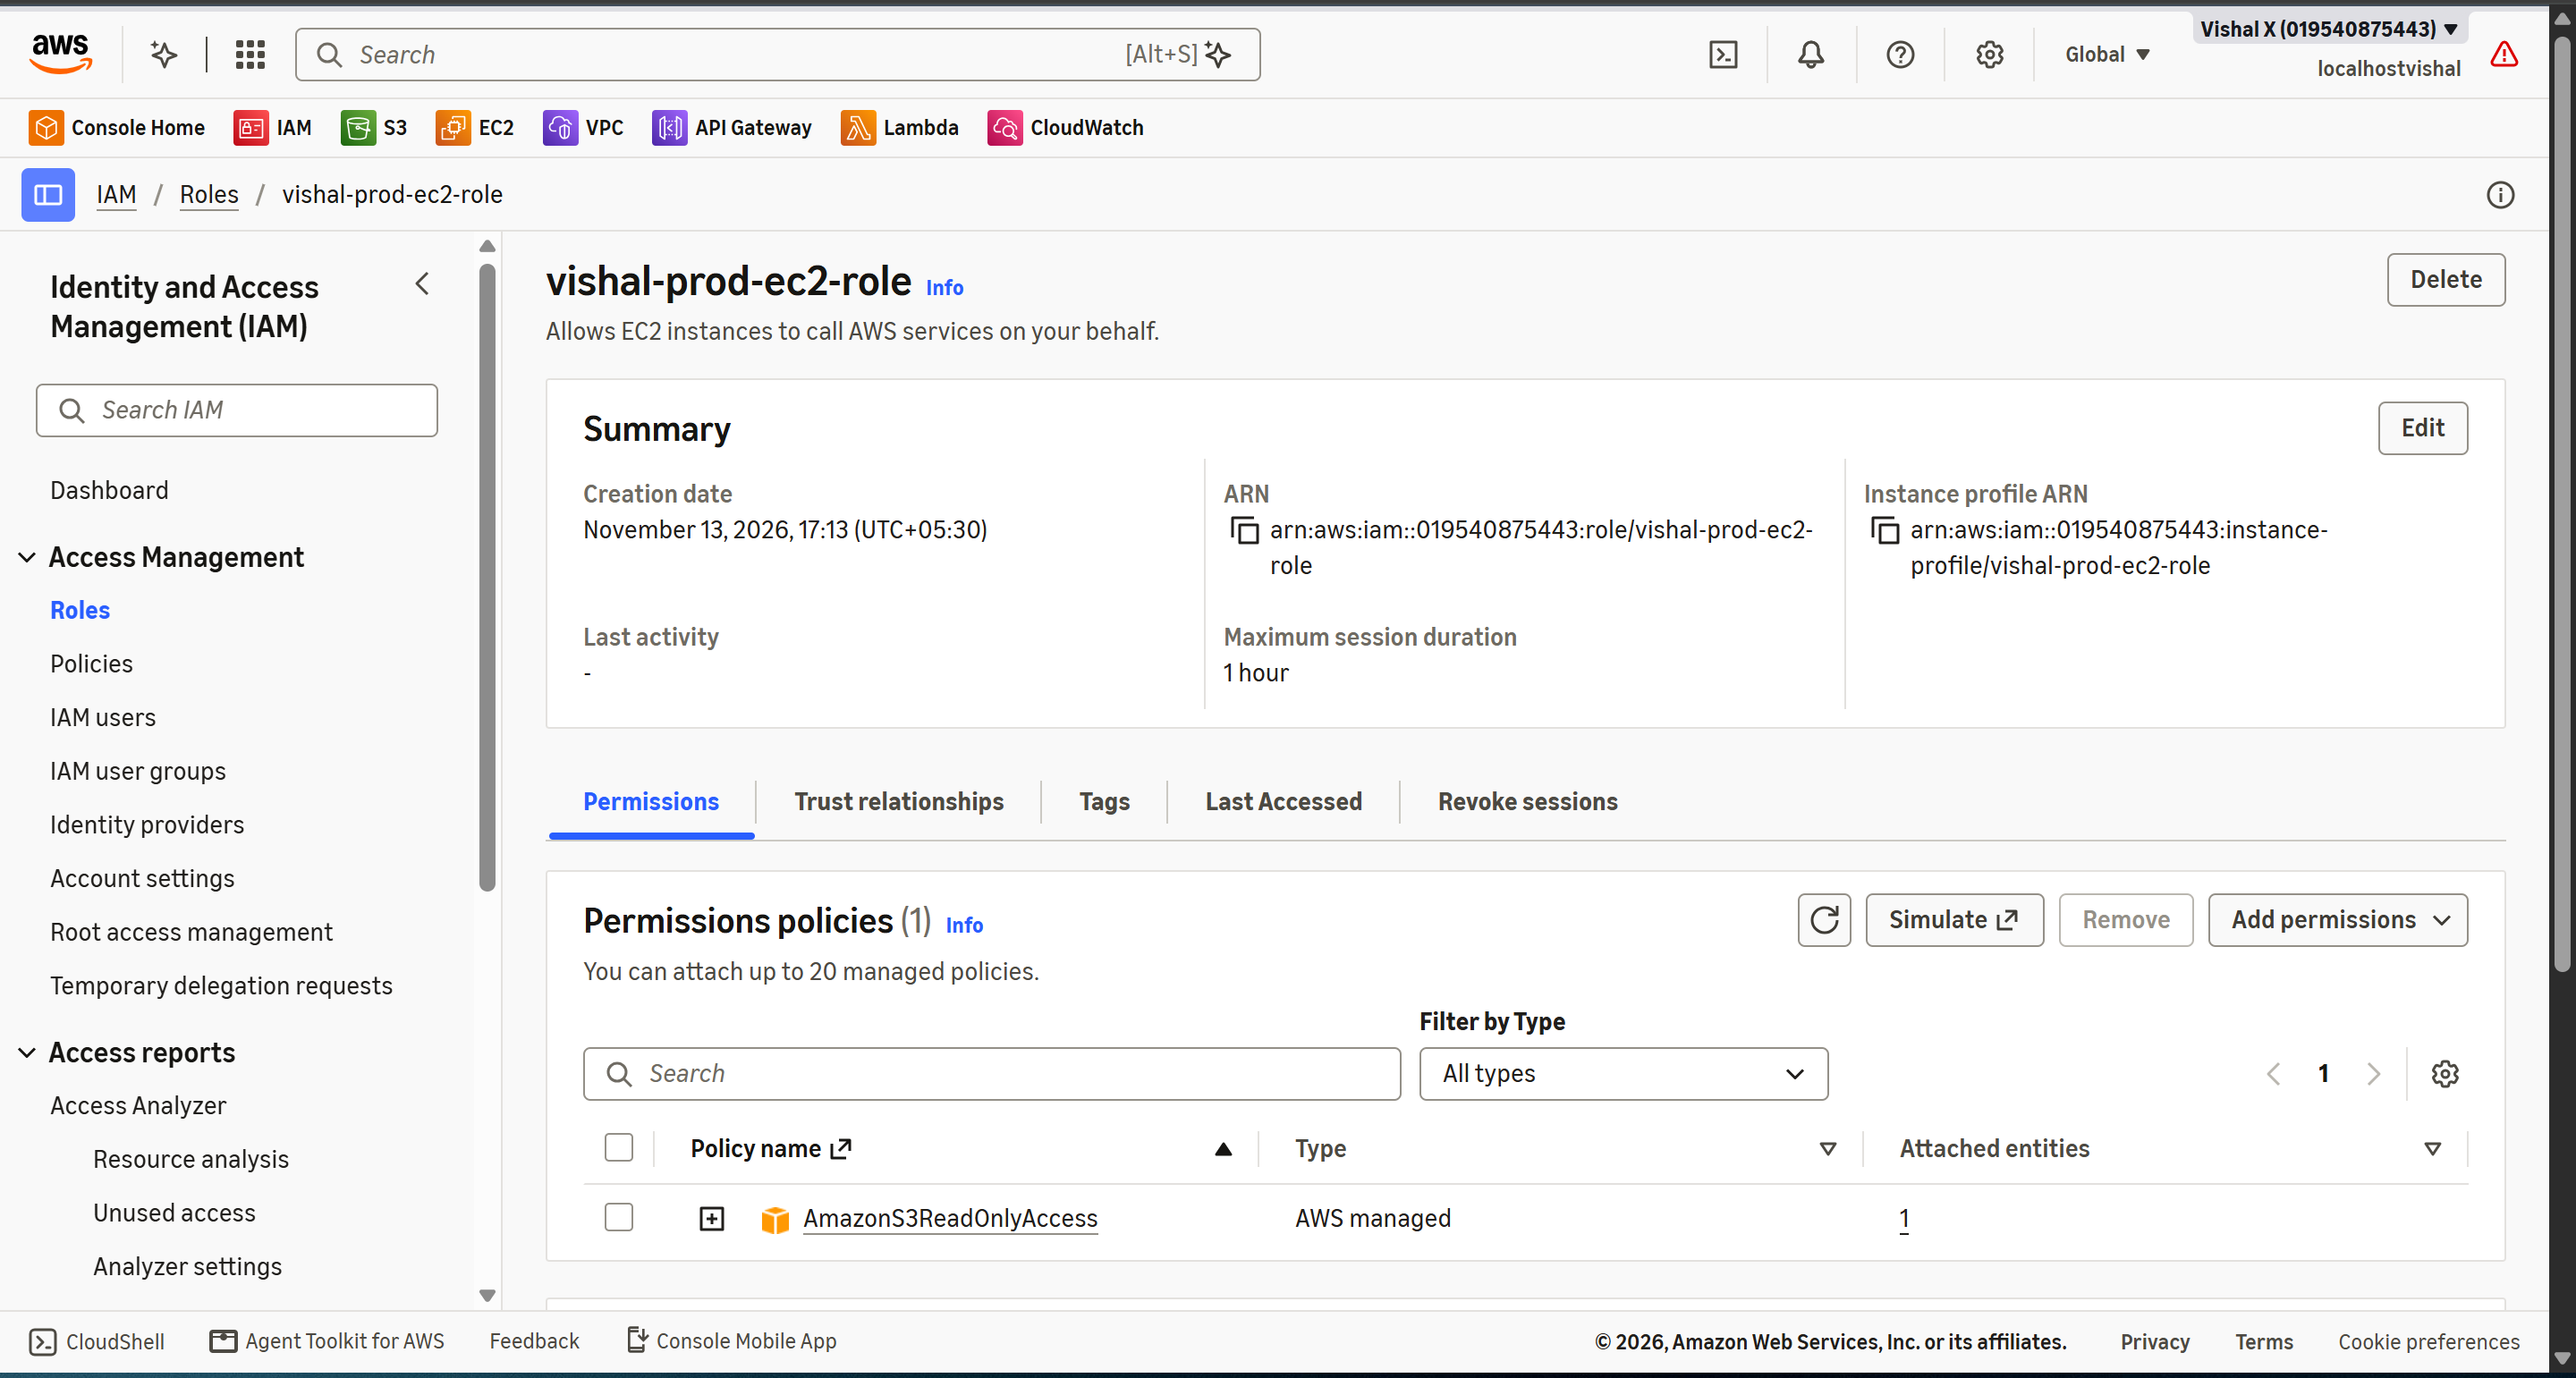 aws
Search [Alt+S]
Global
Vishal X (019540875443)
localhostvishal
Console Home IAM S3 EC2 VPC API Gateway Lambda CloudWatch
IAM / Roles / vishal-prod-ec2-role
Identity and Access
Management (IAM)
Search IAM
Dashboard
Access Management
Roles
Policies
IAM users
IAM user groups
Identity providers
Account settings
Root access management
Temporary delegation requests
Access reports
Access Analyzer
Resource analysis
Unused access
Analyzer settings
vishal-prod-ec2-role Info
Delete
Allows EC2 instances to call AWS services on your behalf.
Summary
Edit
Creation date
November 13, 2026, 17:13 (UTC+05:30)
ARN
arn:aws:iam::019540875443:role/vishal-prod-ec2-
role
Instance profile ARN
arn:aws:iam::019540875443:instance-
profile/vishal-prod-ec2-role
Last activity
-
Maximum session duration
1 hour
Permissions Trust relationships Tags Last Accessed Revoke sessions
Permissions policies (1) Info
Simulate Remove Add permissions
You can attach up to 20 managed policies.
Filter by Type
Search All types 1
Policy name Type Attached entities
AmazonS3ReadOnlyAccess AWS managed 1
CloudShell Agent Toolkit for AWS Feedback Console Mobile App © 2026, Amazon Web Services, Inc. or its affiliates. Privacy Terms Cookie preferences